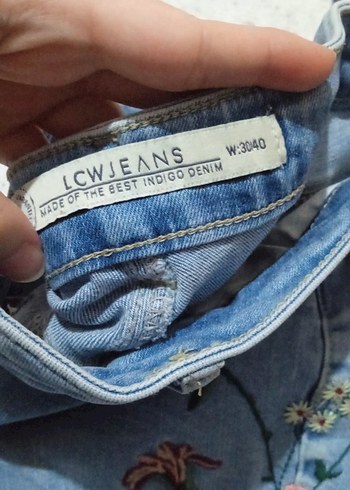 LCWJEANS
MADE OF THE BEST INDIGO DENIM
W:30/40